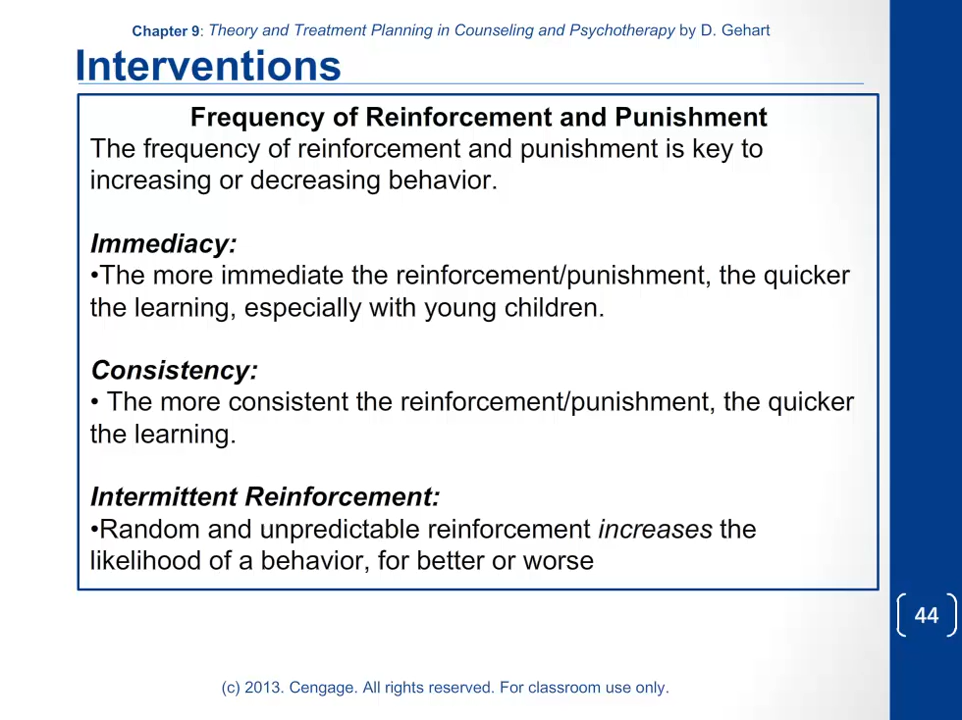 Chapter 9: Theory and Treatment Planning in Counseling and Psychotherapy by D. Gehart
Interventions
Frequency of Reinforcement and Punishment
The frequency of reinforcement and punishment is key to
increasing or decreasing behavior.
Immediacy:
•The more immediate the reinforcement/punishment, the quicker
the learning, especially with young children.
Consistency:
• The more consistent the reinforcement/punishment, the quicker
the learning.
Intermittent Reinforcement:
•Random and unpredictable reinforcement increases the
likelihood of a behavior, for better or worse
44
(c) 2013. Cengage. All rights reserved. For classroom use only.